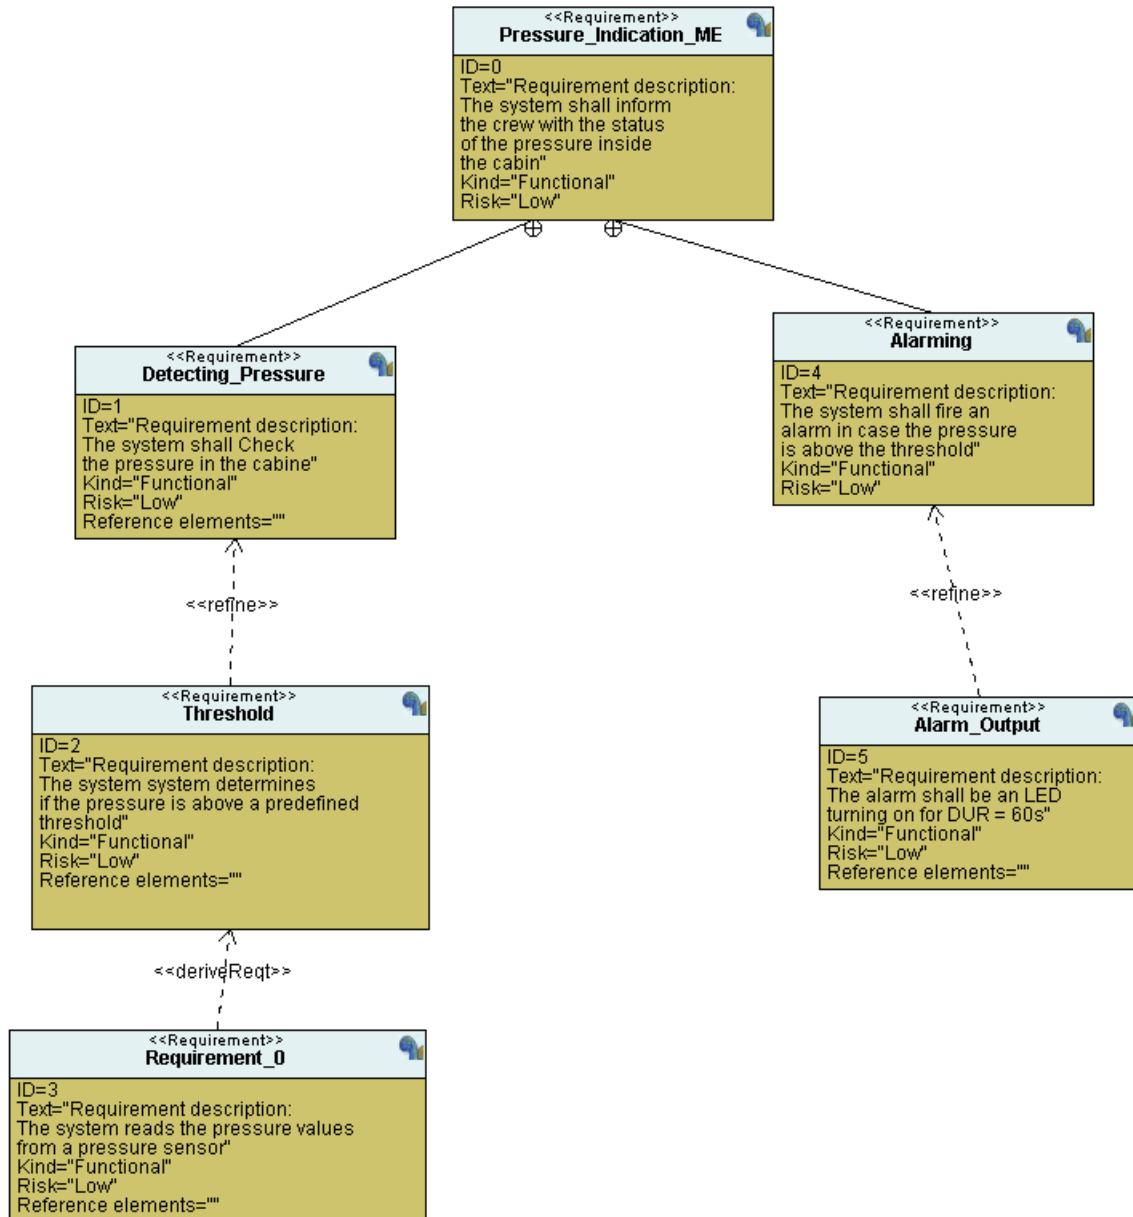 <<Requirement>>
Pressure_Indication_ME
ID=0
Text="Requirement description:
The system shall inform
the crew with the status
of the pressure inside
the cabin"
Kind="Functional"
Risk="Low"
<<Requirement>>
Detecting_Pressure
ID=1
Text="Requirement description:
The system shall Check
the pressure in the cabine"
Kind="Functional"
Risk="Low"
Reference elements=""
<<Requirement>>
Alarming
ID=4
Text="Requirement description:
The system shall fire an
alarm in case the pressure
is above the threshold"
Kind="Functional"
Risk="Low"
<<refine>>
<<refine>>
<<Requirement>>
Threshold
ID=2
Text="Requirement description:
The system system determines
if the pressure is above a predefined
threshold"
Kind="Functional"
Risk="Low"
Reference elements=""
<<Requirement>>
Alarm_Output
ID=5
Text="Requirement description:
The alarm shall be an LED
turning on for DUR = 60s"
Kind="Functional"
Risk="Low"
Reference elements=""
<<deriveReqt>>
<<Requirement>>
Requirement_0
ID=3
Text="Requirement description:
The system reads the pressure values
from a pressure sensor"
Kind="Functional"
Risk="Low"
Reference elements=""